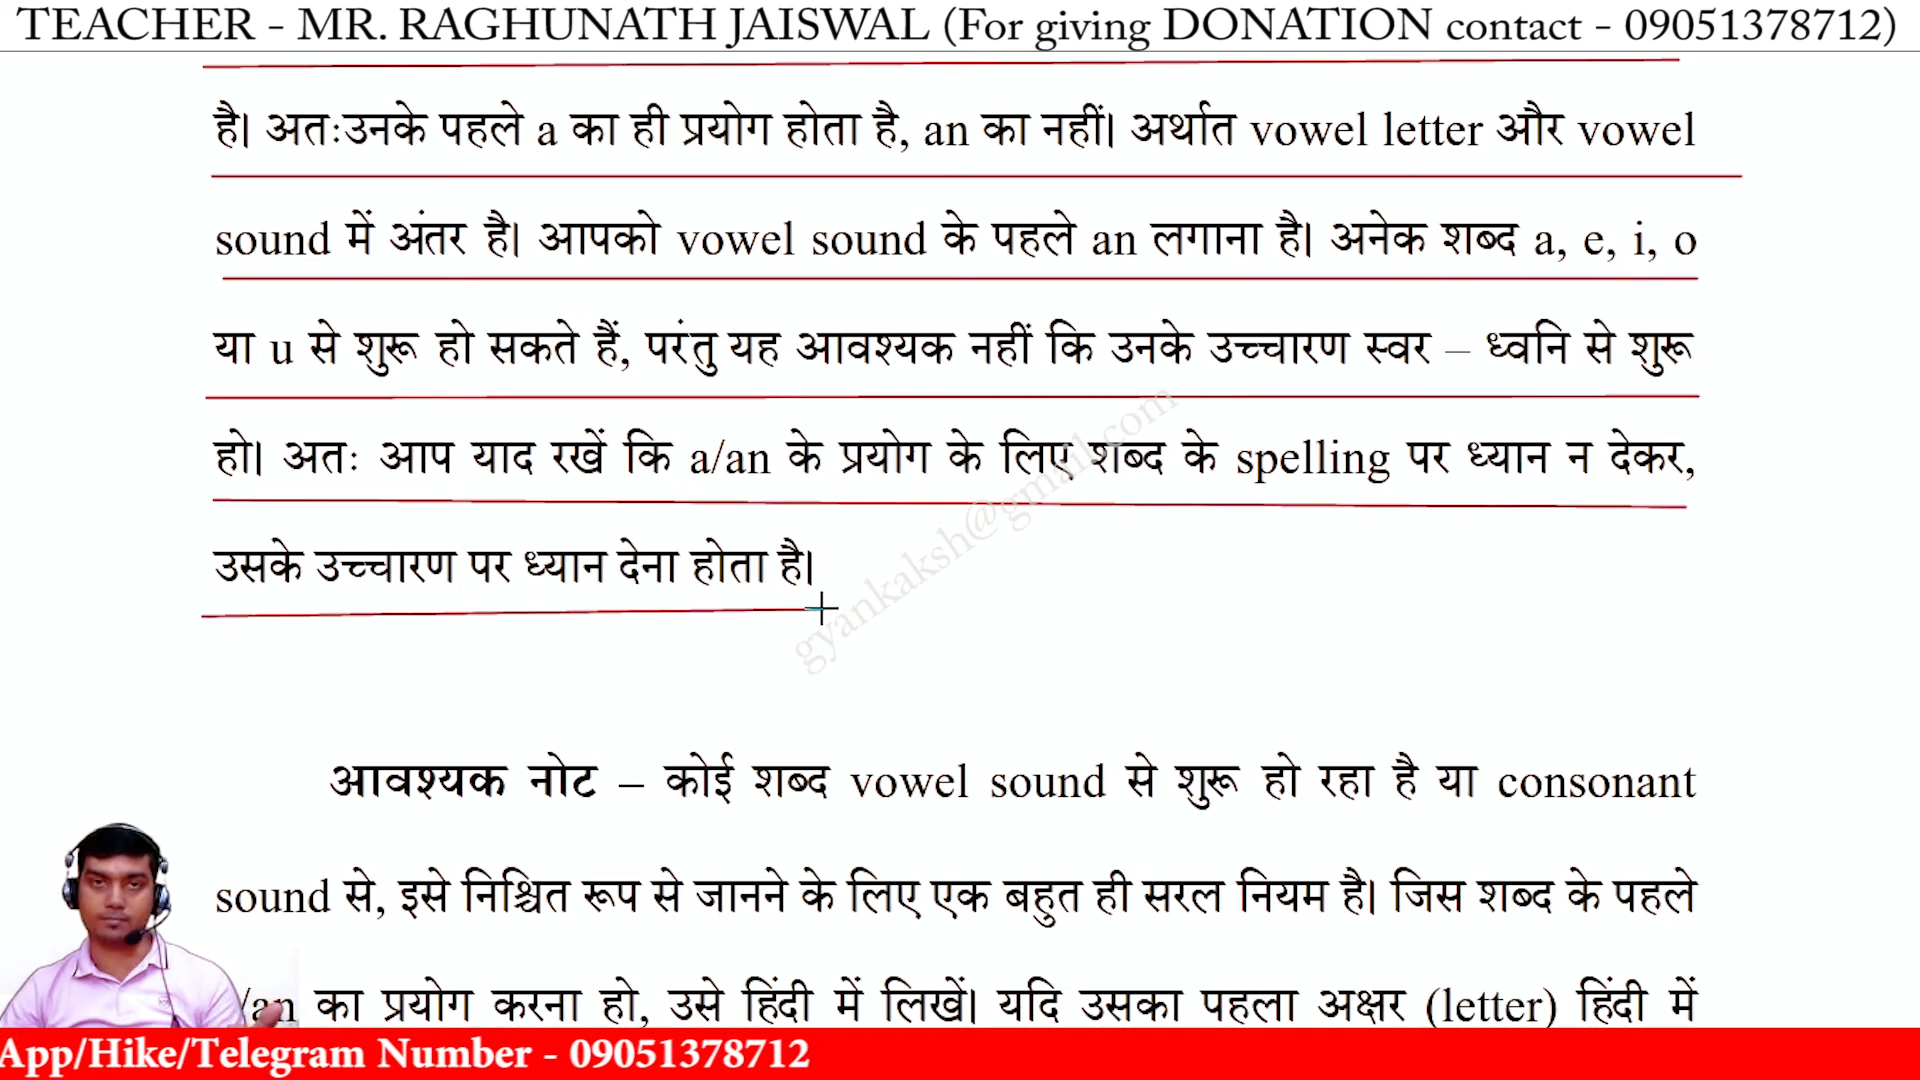 TEACHER - MR. RAGHUNATH JAISWAL (For giving DONATION contact - 09051378712)
है। अतःउनके पहले a का ही प्रयोग होता है, an का नहीं। अर्थात vowel letter और vowel
sound में अंतर है। आपको vowel sound के पहले an लगाना है। अनेक शब्द a, e, i, o
या u से शुरू हो सकते हैं, परंतु यह आवश्यक नहीं कि उनके उच्चारण स्वर – ध्वनि से शुरू
हो। अतः आप याद रखें कि a/an के प्रयोग के लिए शब्द के spelling पर ध्यान न देकर,
उसके उच्चारण पर ध्यान देना होता है।
gyankaksh@gmail.com
आवश्यक नोट – कोई शब्द vowel sound से शुरू हो रहा है या consonant
sound से, इसे निश्चित रूप से जानने के लिए एक बहुत ही सरल नियम है। जिस शब्द के पहले
/an का प्रयोग करना हो, उसे हिंदी में लिखें। यदि उसका पहला अक्षर (letter) हिंदी में
App/Hike/Telegram Number - 09051378712